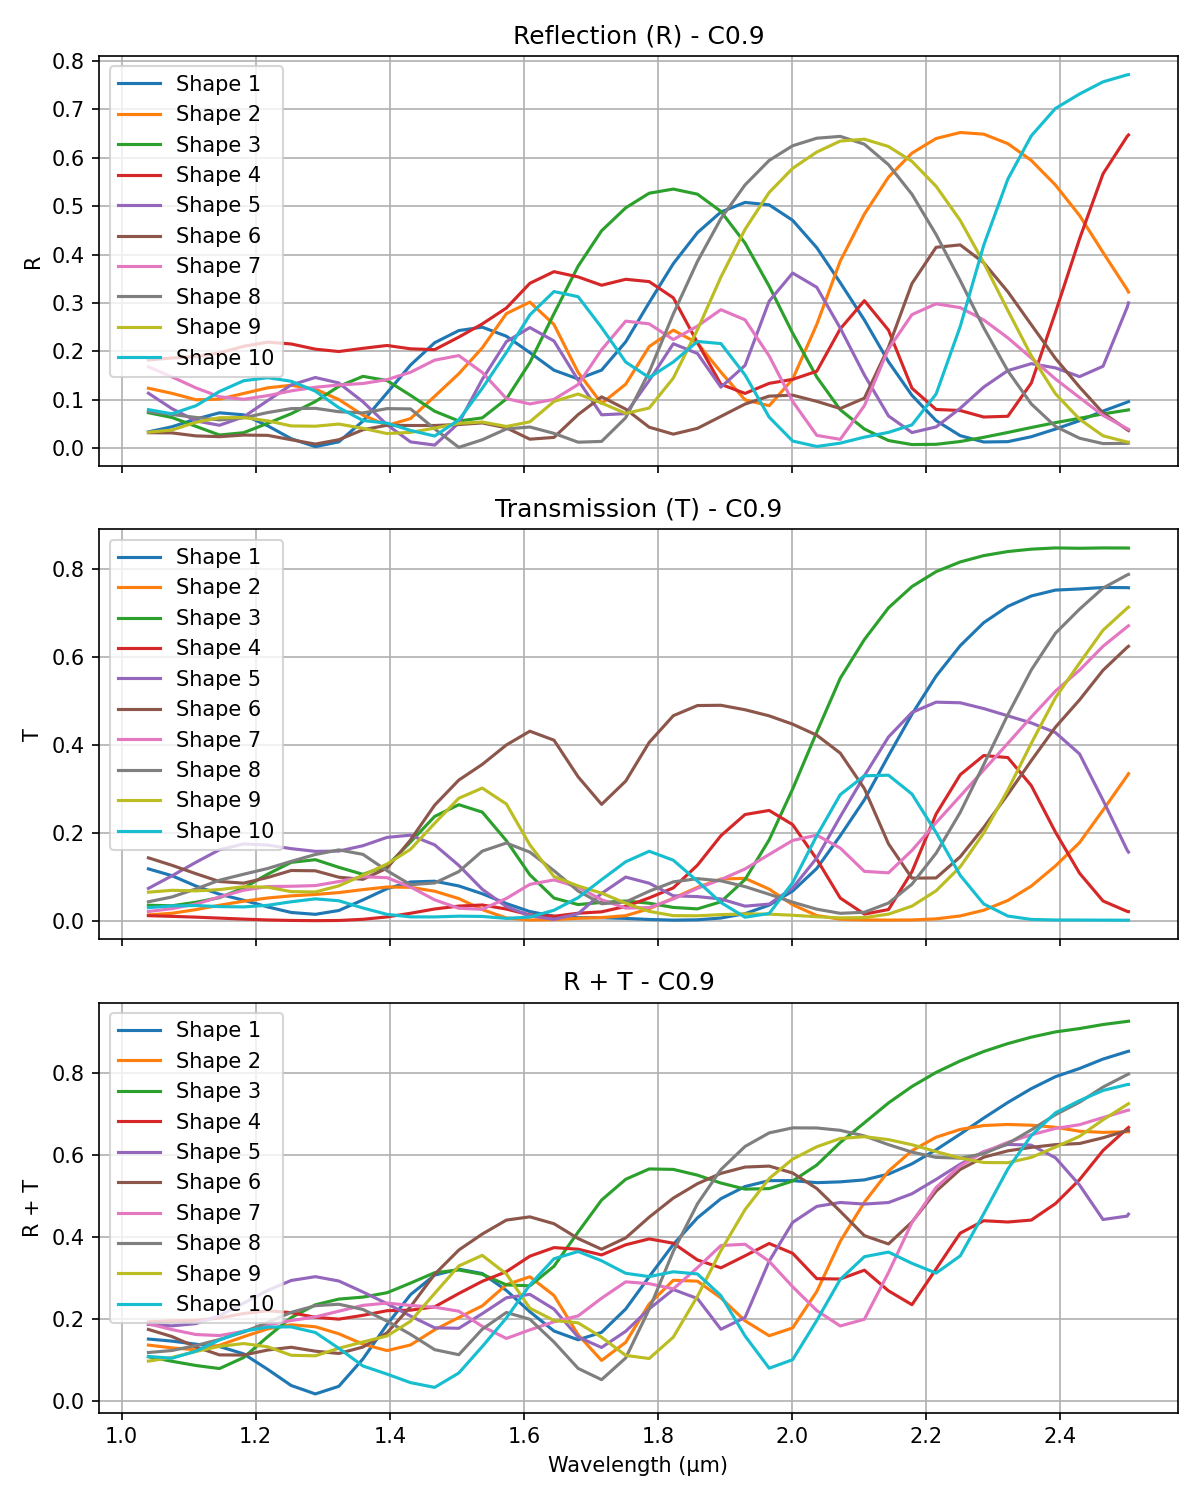 Reflection (R) - C0.9
0.8
0.7
0.6
0.5
0.4
0.3
0.2
0.1
0.0
R
Shape 1
Shape 2
Shape 3
Shape 4
Shape 5
Shape 6
Shape 7
Shape 8
Shape 9
Shape 10
Transmission (T) - C0.9
0.8
0.6
0.4
0.2
0.0
T
Shape 1
Shape 2
Shape 3
Shape 4
Shape 5
Shape 6
Shape 7
Shape 8
Shape 9
Shape 10
R + T - C0.9
0.8
0.6
0.4
0.2
0.0
R + T
Shape 1
Shape 2
Shape 3
Shape 4
Shape 5
Shape 6
Shape 7
Shape 8
Shape 9
Shape 10
1.0 1.2 1.4 1.6 1.8 2.0 2.2 2.4
Wavelength (μm)